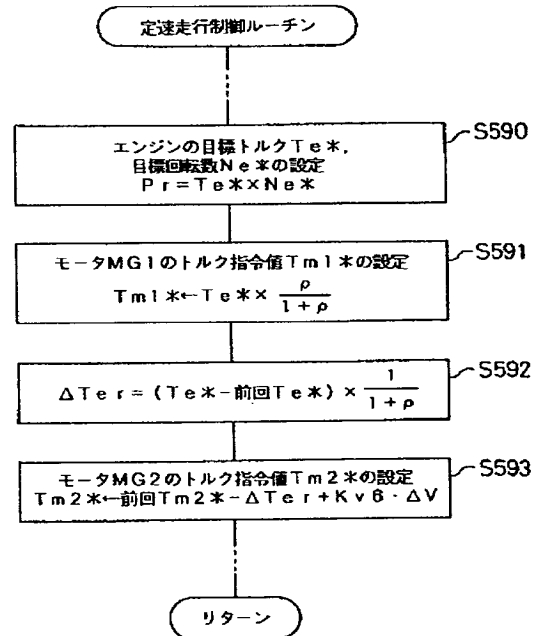 定速走行制御ルーチン
S590
エンジンの目標トルクTe*,
目標回転数Ne*の設定
Pr=Te*×Ne*
S591
モータMG1のトルク指令値Tm1*の設定
Tm1*←Te*× ρ/(1+ρ)
S592
ΔTer=(Te*-前回Te*)× 1/(1+ρ)
S593
モータMG2のトルク指令値Tm2*の設定
Tm2*←前回Tm2*-ΔTer+Kv6・ΔV
リターン